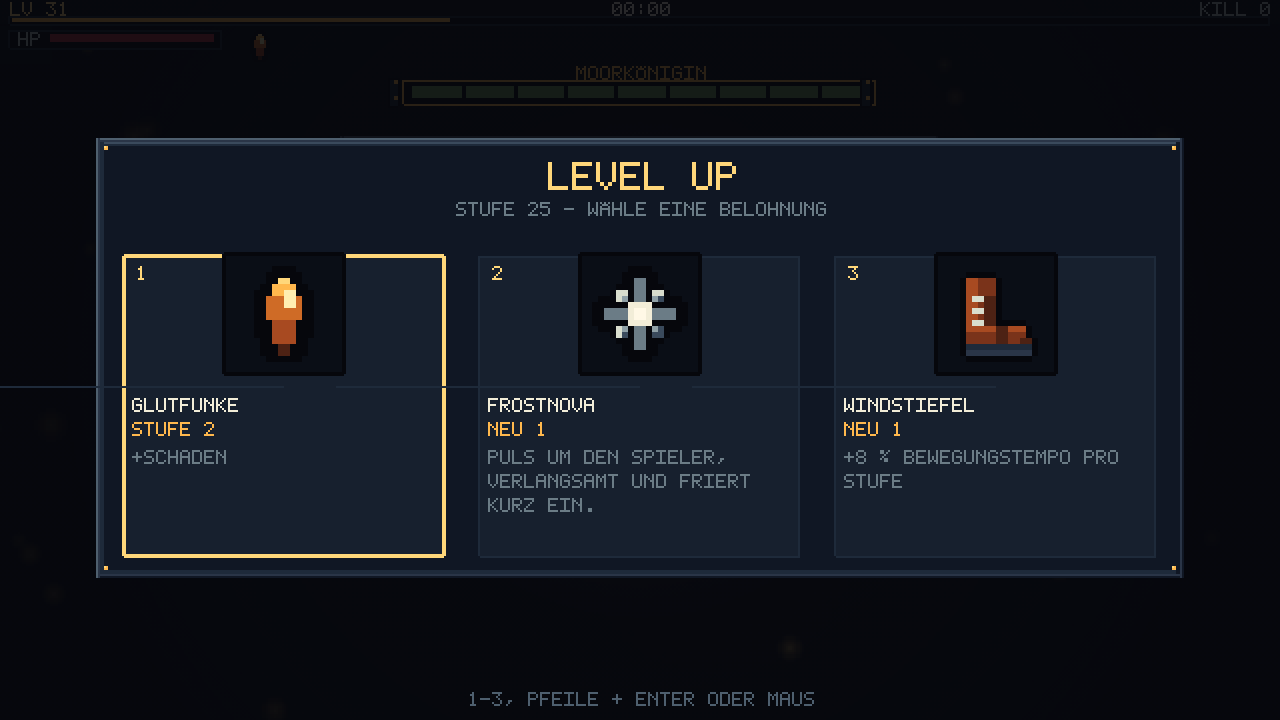 LV 31
00:00
KILL 0
HP
MOORKÖNIGIN
LEVEL UP
STUFE 25 - WÄHLE EINE BELOHNUNG
1
2
3
GLUTFUNKE
STUFE 2
+SCHADEN
FROSTNOVA
NEU 1
PULS UM DEN SPIELER,
VERLANGSAMT UND FRIERT
KURZ EIN.
WINDSTIEFEL
NEU 1
+8 % BEWEGUNGSTEMPO PRO
STUFE
1-3, PFEILE + ENTER ODER MAUS